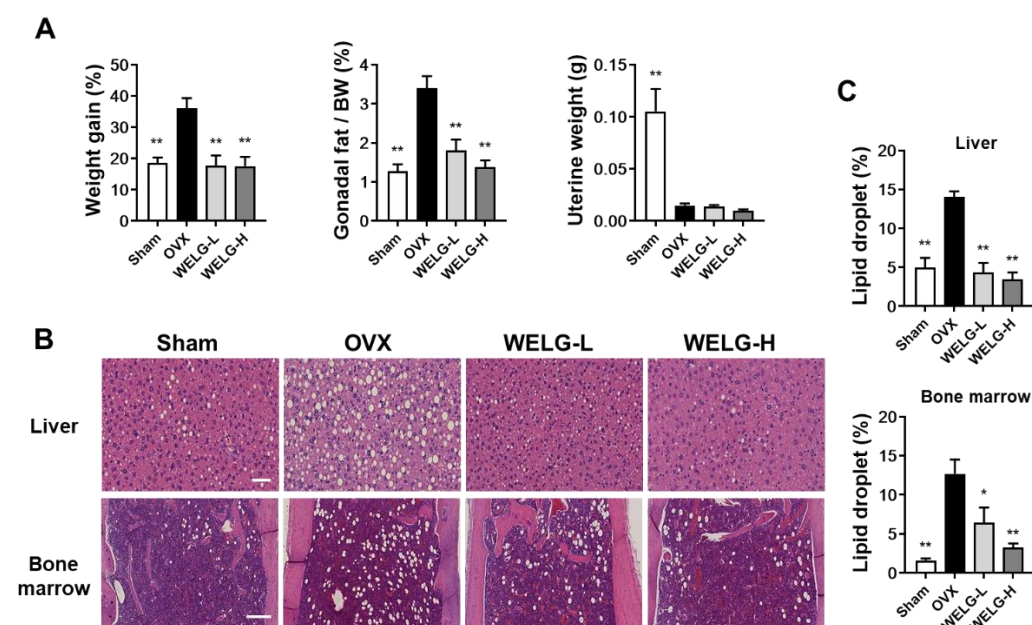 A
Weight gain (%)
50
40
30
20
10
0
**
**
**
Sham
OVX
WELG-L
WELG-H
Gonadal fat / BW (%)
4
3
2
1
0
**
**
**
Sham
OVX
WELG-L
WELG-H
Uterine weight (g)
0.15
0.10
0.05
0.00
**
Sham
OVX
WELG-L
WELG-H
B
Sham
OVX
WELG-L
WELG-H
Liver
Bone
marrow
C
Liver
Lipid droplet (%)
20
15
10
5
0
**
**
**
Sham
OVX
WELG-L
WELG-H
Bone marrow
Lipid droplet (%)
20
15
10
5
0
**
*
**
Sham
OVX
WELG-L
WELG-H